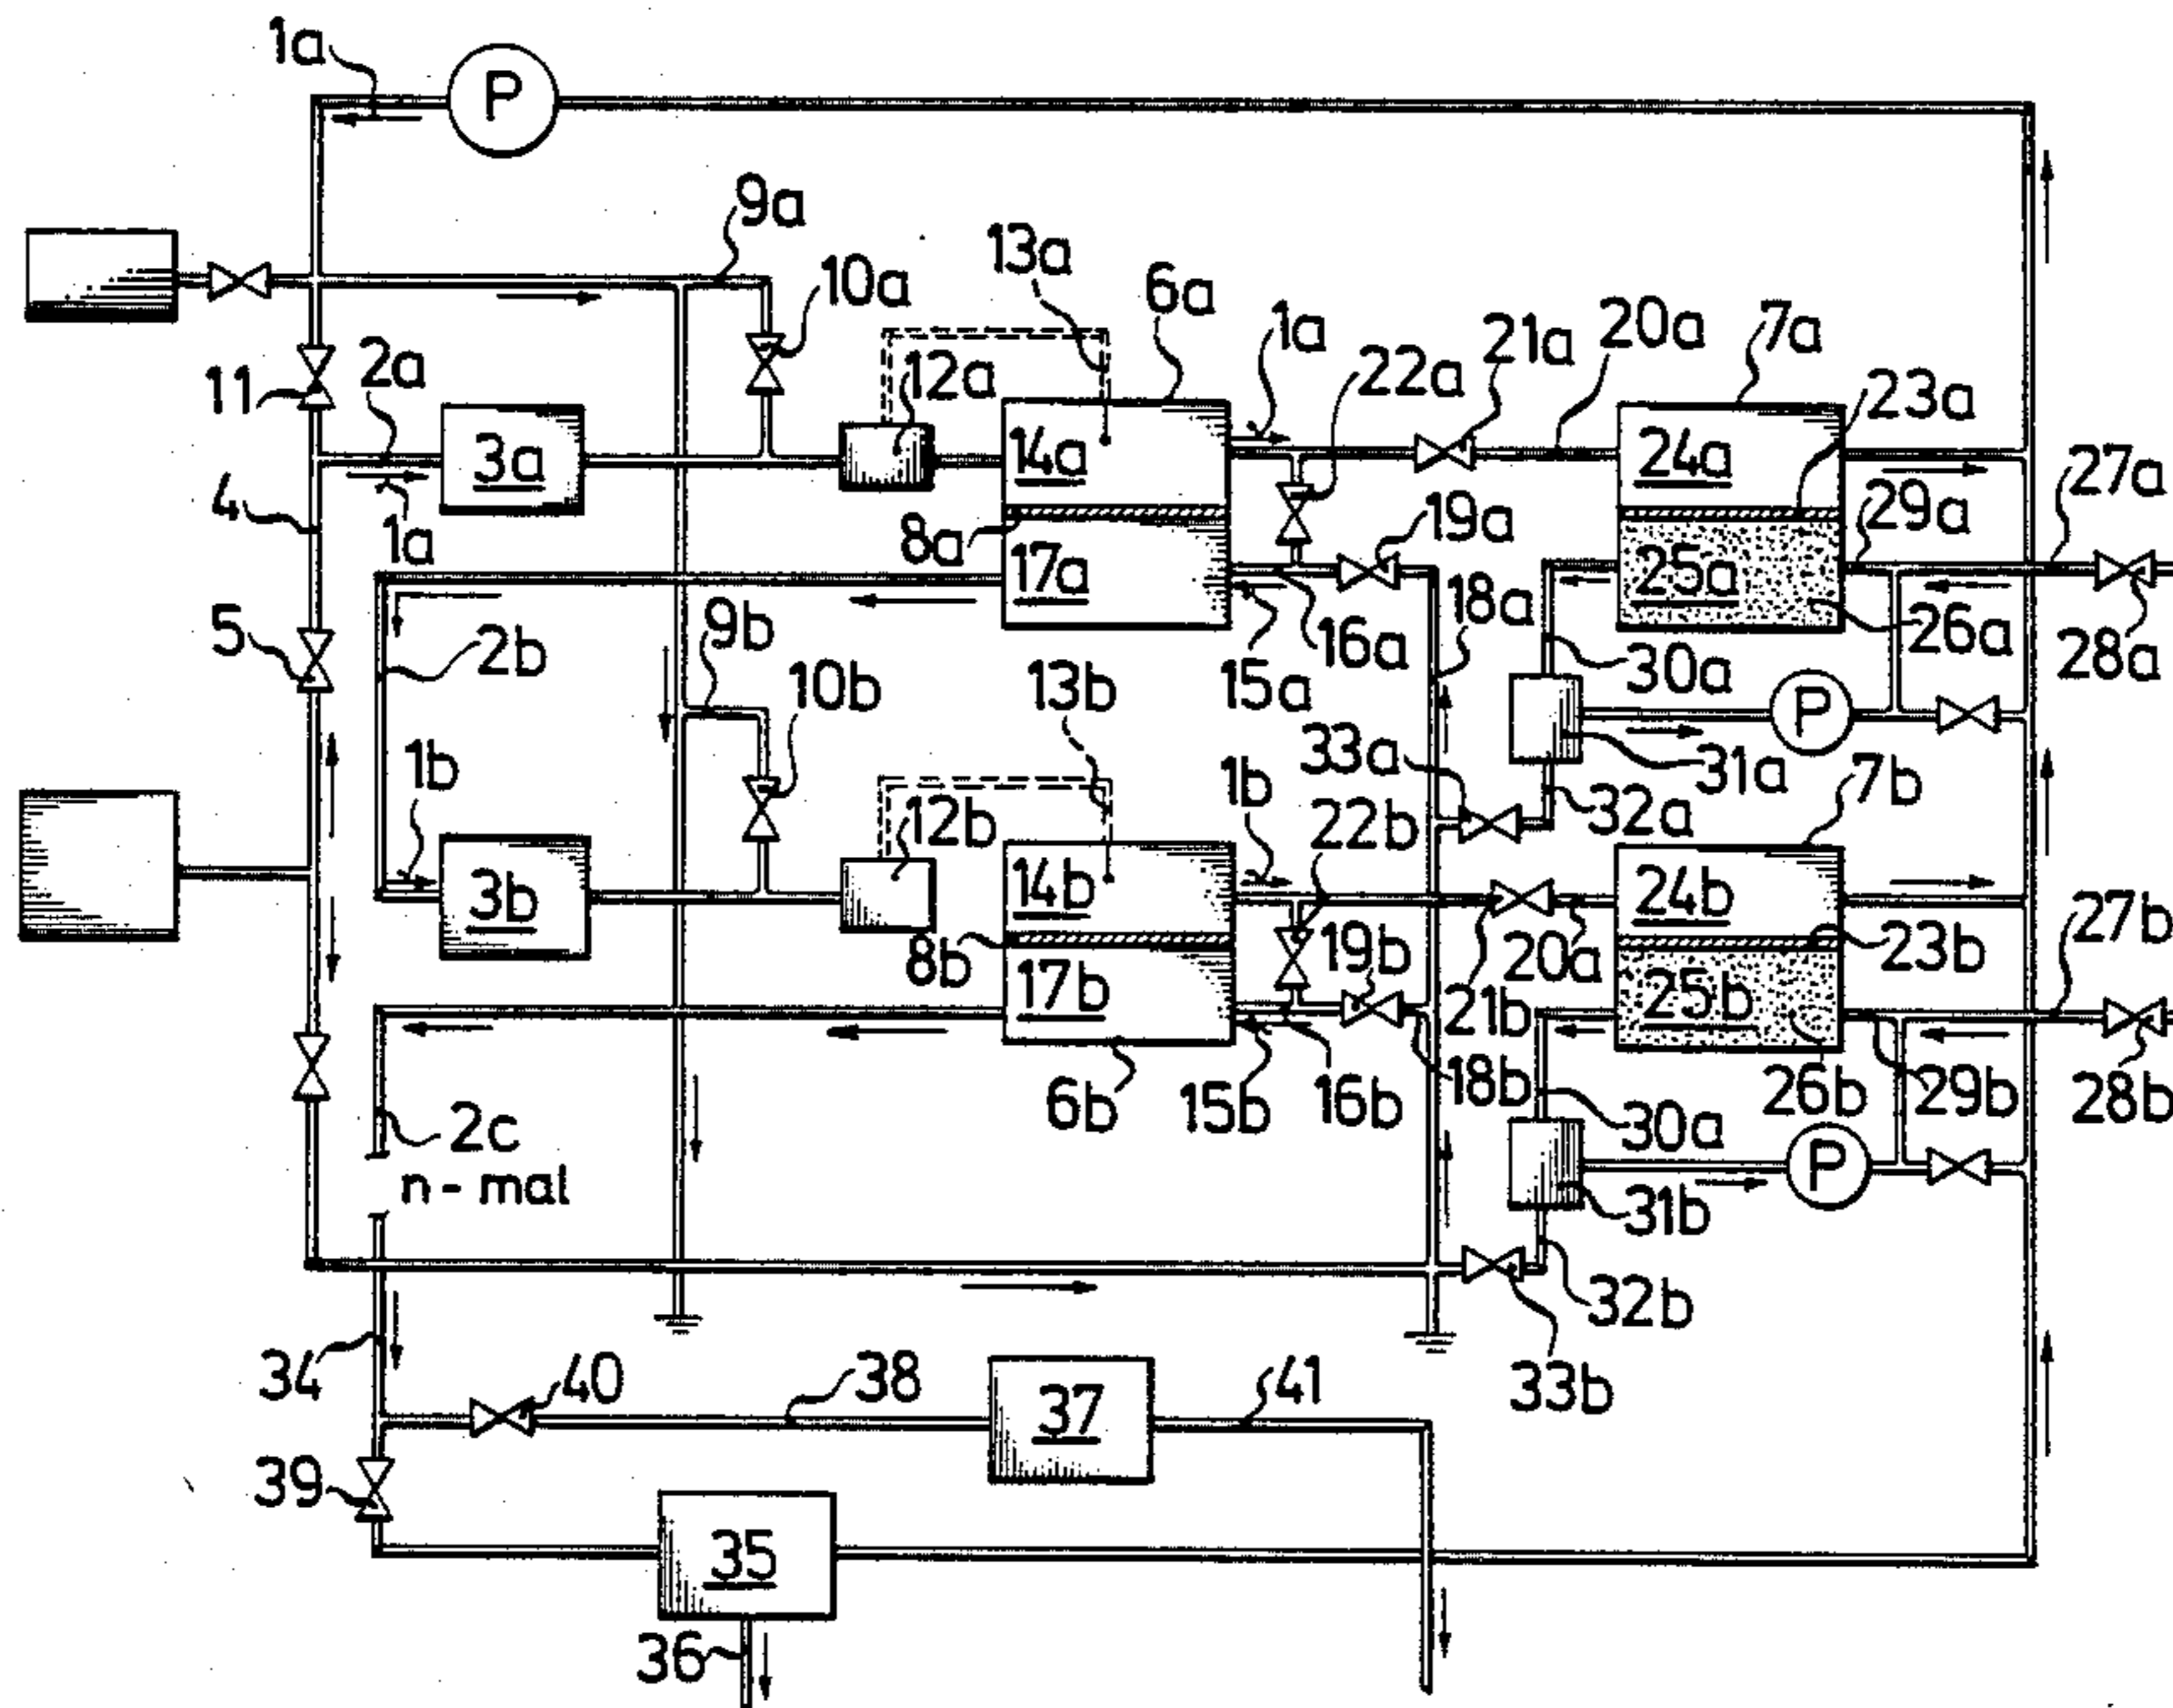 1a
P
9a
13a
10a
6a
1a
20a
7a
21a
22a
23a
2a
11
12a
3a
14a
24a
27a
29a
19a
4
1a
8a
17a
25a
18a
5
9b
16a
26a
2b
15a
30a
28a
10b
13b
P
33a
31a
1b
1b
7b
22b
32a
12b
14b
3b
24b
27b
19b
8b
20a
23b
17b
21b
25b
18b
6b
15b
16b
26b
29b
28b
2c
30a
P
n - mal
31b
32b
34
40
38
41
33b
37
39
35
36